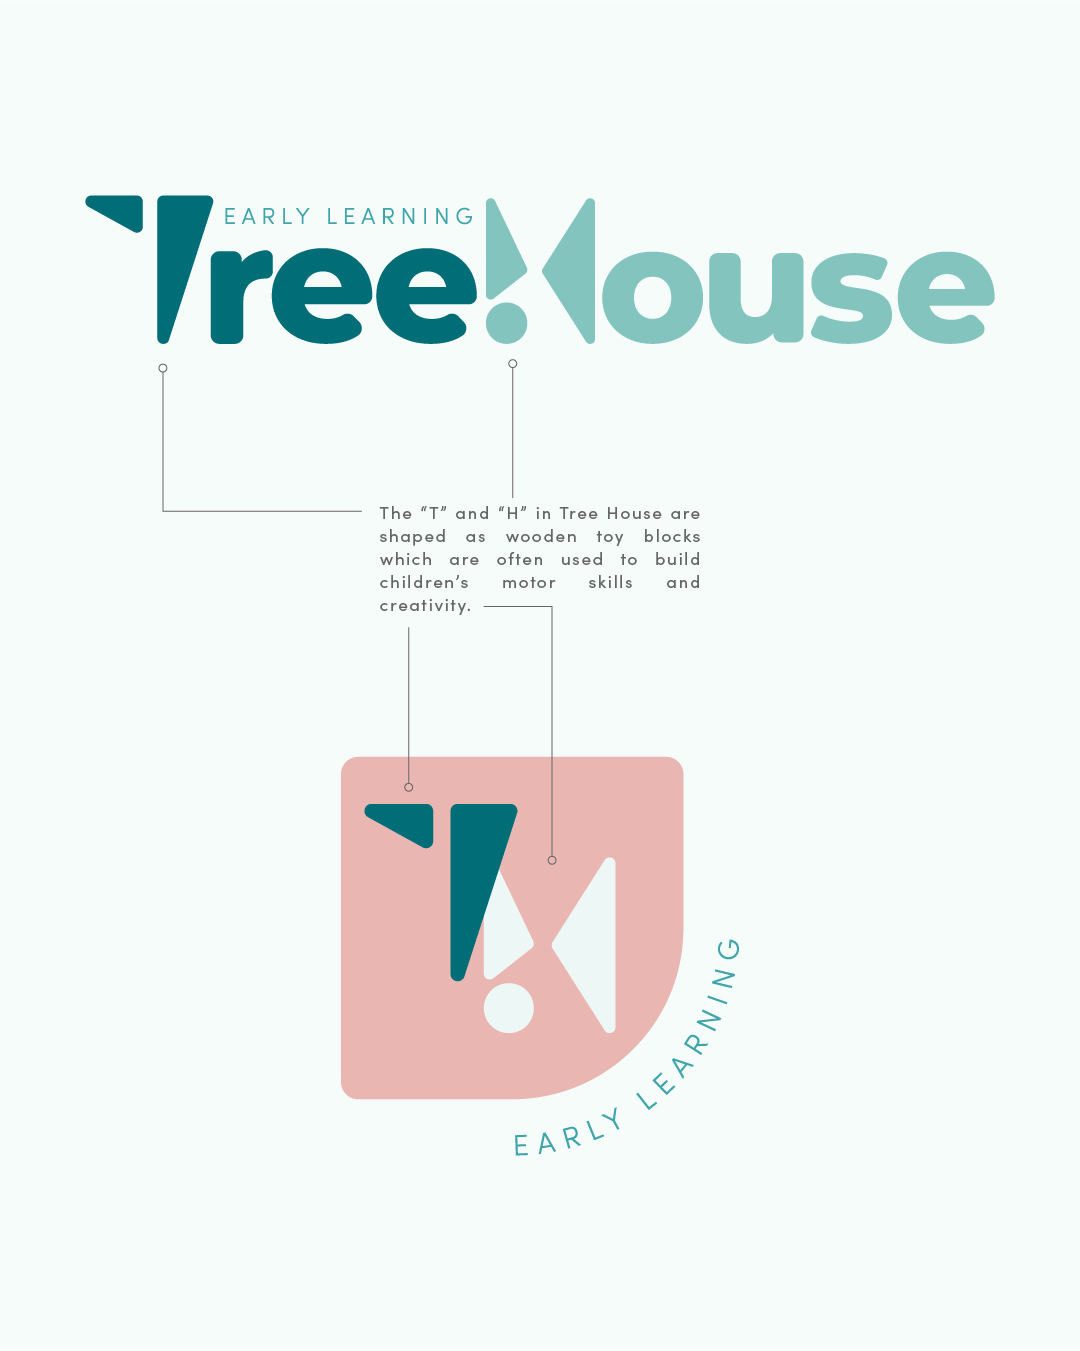 EARLY LEARNING
TreeHouse
The “T” and “H” in Tree House are
shaped as wooden toy blocks
which are often used to build
children’s motor skills and
creativity.
TH
EARLY LEARNING